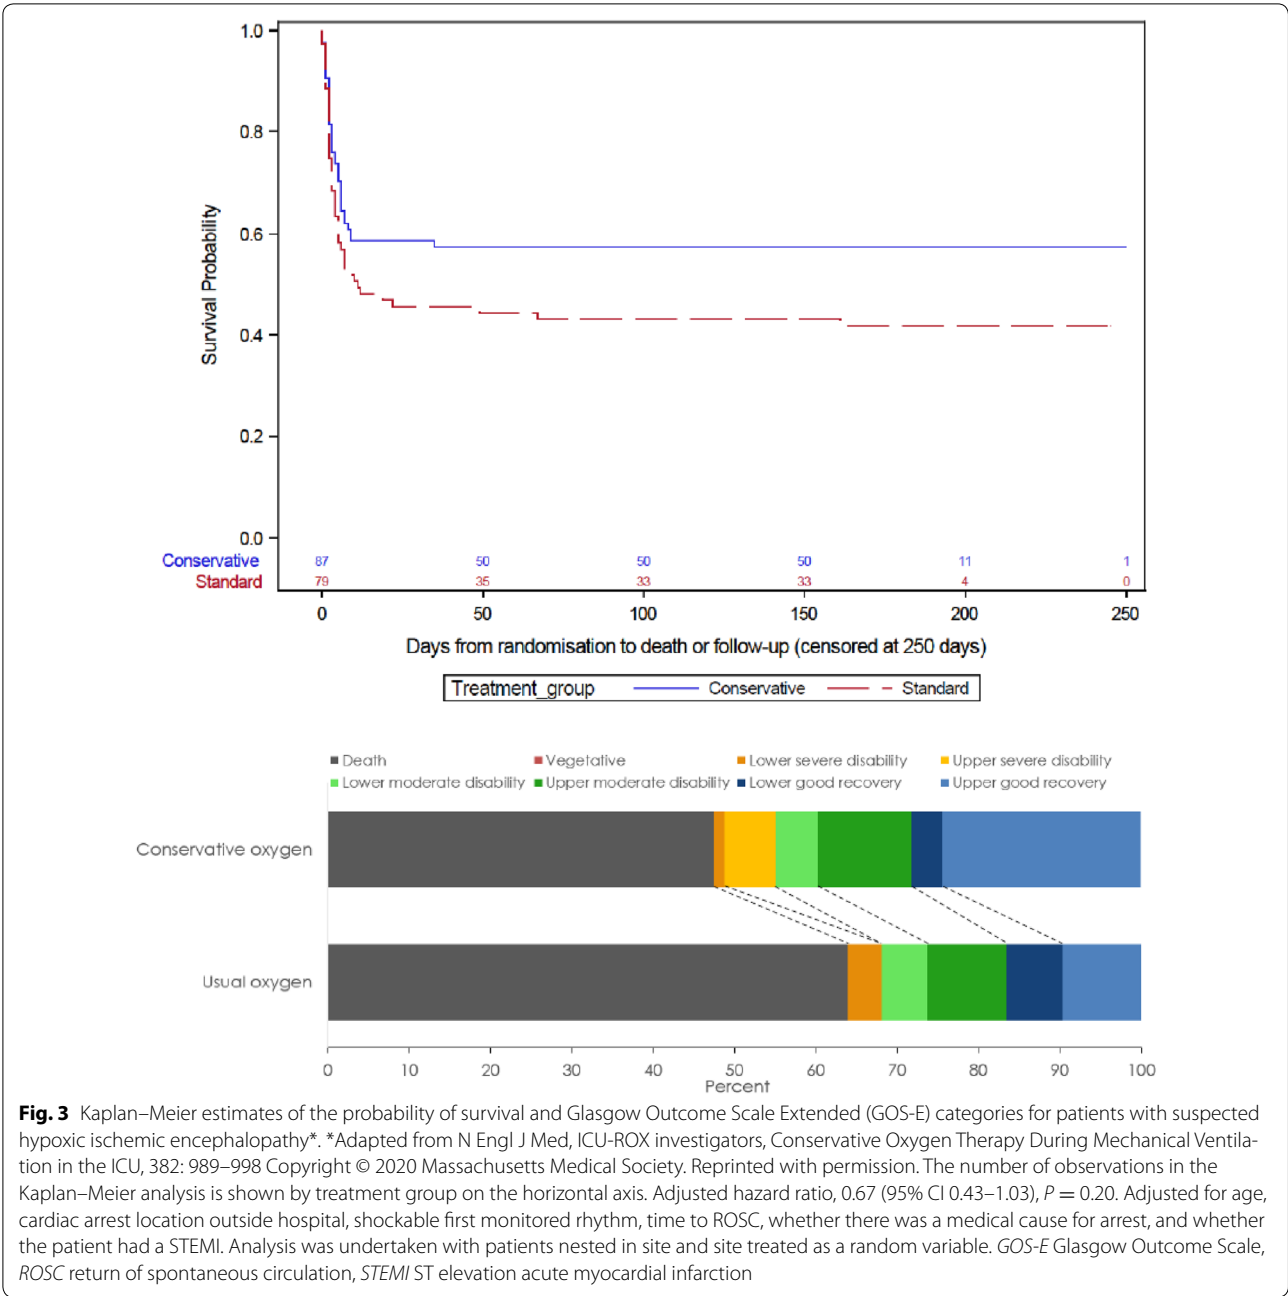 1.0
0.8
0.6
0.4
0.2
0.0
Survival Probability
Conservative 87 50 50 50 11 1
Standard 79 35 33 33 4 0
0 50 100 150 200 250
Days from randomisation to death or follow-up (censored at 250 days)
Treatment_group Conservative Standard
Death Vegetative Lower severe disability Upper severe disability
Lower moderate disability Upper moderate disability Lower good recovery Upper good recovery
Conservative oxygen
Usual oxygen
0 10 20 30 40 50 60 70 80 90 100
Percent
Fig. 3 Kaplan–Meier estimates of the probability of survival and Glasgow Outcome Scale Extended (GOS-E) categories for patients with suspected
hypoxic ischemic encephalopathy*. *Adapted from N Engl J Med, ICU-ROX investigators, Conservative Oxygen Therapy During Mechanical Ventila-
tion in the ICU, 382: 989–998 Copyright © 2020 Massachusetts Medical Society. Reprinted with permission. The number of observations in the
Kaplan–Meier analysis is shown by treatment group on the horizontal axis. Adjusted hazard ratio, 0.67 (95% CI 0.43–1.03), P = 0.20. Adjusted for age,
cardiac arrest location outside hospital, shockable first monitored rhythm, time to ROSC, whether there was a medical cause for arrest, and whether
the patient had a STEMI. Analysis was undertaken with patients nested in site and site treated as a random variable. GOS-E Glasgow Outcome Scale,
ROSC return of spontaneous circulation, STEMI ST elevation acute myocardial infarction